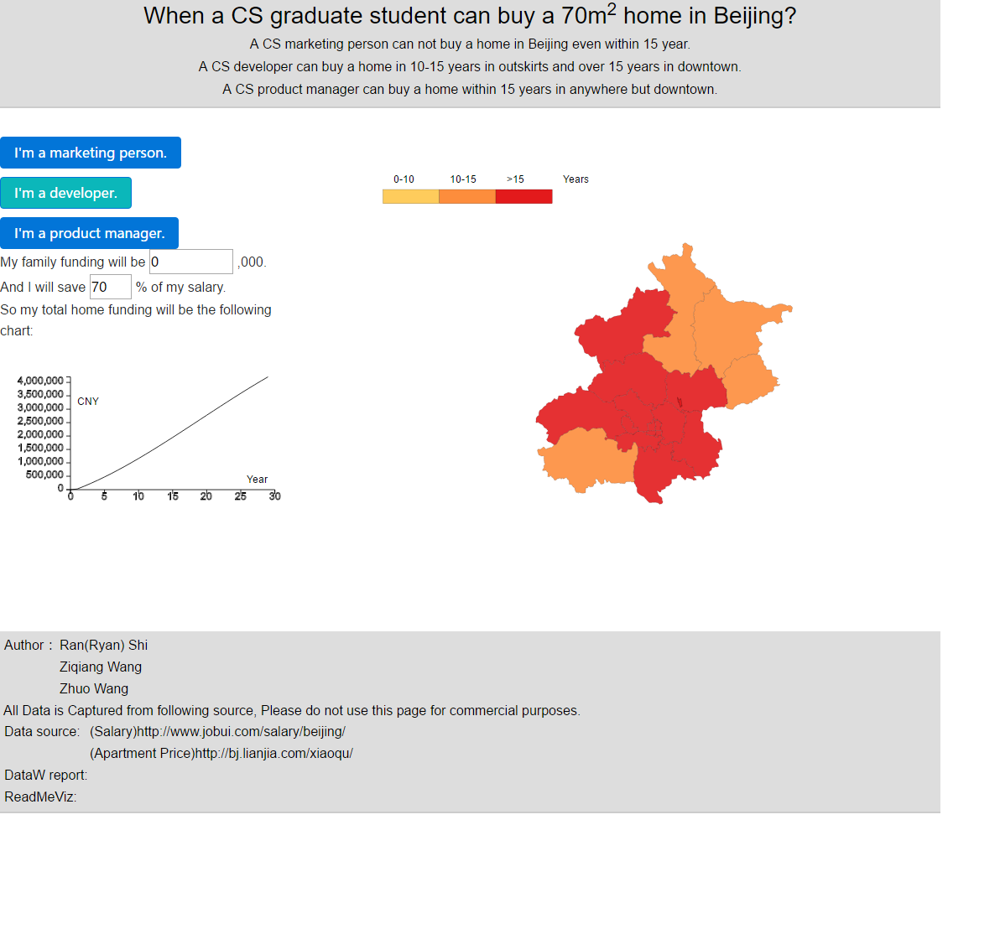 When a CS graduate student can buy a 70m2 home in Beijing?
A CS marketing person can not buy a home in Beijing even within 15 year.
A CS developer can buy a home in 10-15 years in outskirts and over 15 years in downtown.
A CS product manager can buy a home within 15 years in anywhere but downtown.
I'm a marketing person.
I'm a developer.
I'm a product manager.
My family funding will be 0 ,000.
And I will save 70 % of my salary.
So my total home funding will be the following
chart:
0-10 10-15 >15 Years
4,000,000
3,500,000
CNY
3,000,000
2,500,000
2,000,000
1,500,000
1,000,000
500,000
Year
0
0 5 10 15 20 25 30
Author : Ran(Ryan) Shi
Ziqiang Wang
Zhuo Wang
All Data is Captured from following source, Please do not use this page for commercial purposes.
Data source: (Salary)http://www.jobui.com/salary/beijing/
(Apartment Price)http://bj.lianjia.com/xiaoqu/
DataW report:
ReadMeViz: